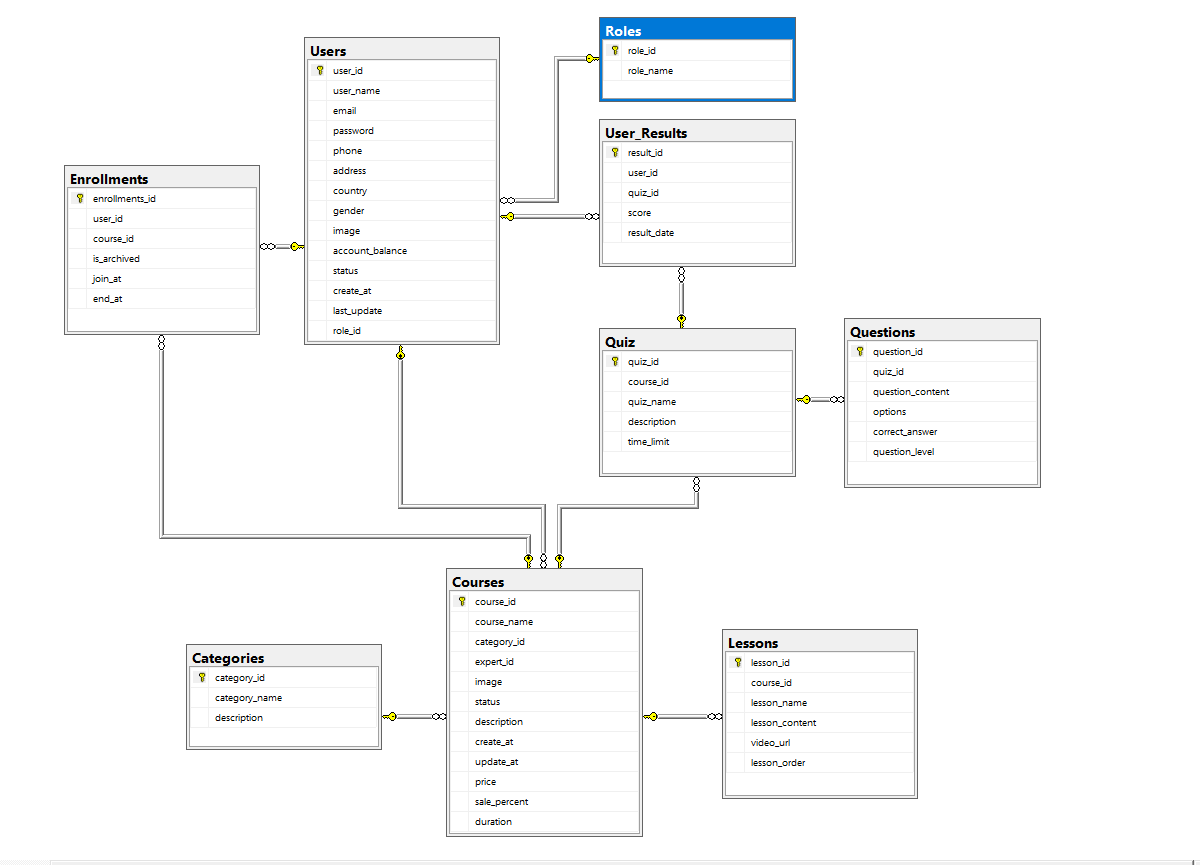 Roles
role_id
role_name
Users
user_id
user_name
email
password
phone
address
country
gender
image
account_balance
status
create_at
last_update
role_id
User_Results
result_id
user_id
quiz_id
score
result_date
Enrollments
enrollments_id
user_id
course_id
is_archived
join_at
end_at
Quiz
quiz_id
course_id
quiz_name
description
time_limit
Questions
question_id
quiz_id
question_content
options
correct_answer
question_level
Courses
course_id
course_name
category_id
expert_id
image
status
description
create_at
update_at
price
sale_percent
duration
Categories
category_id
category_name
description
Lessons
lesson_id
course_id
lesson_name
lesson_content
video_url
lesson_order